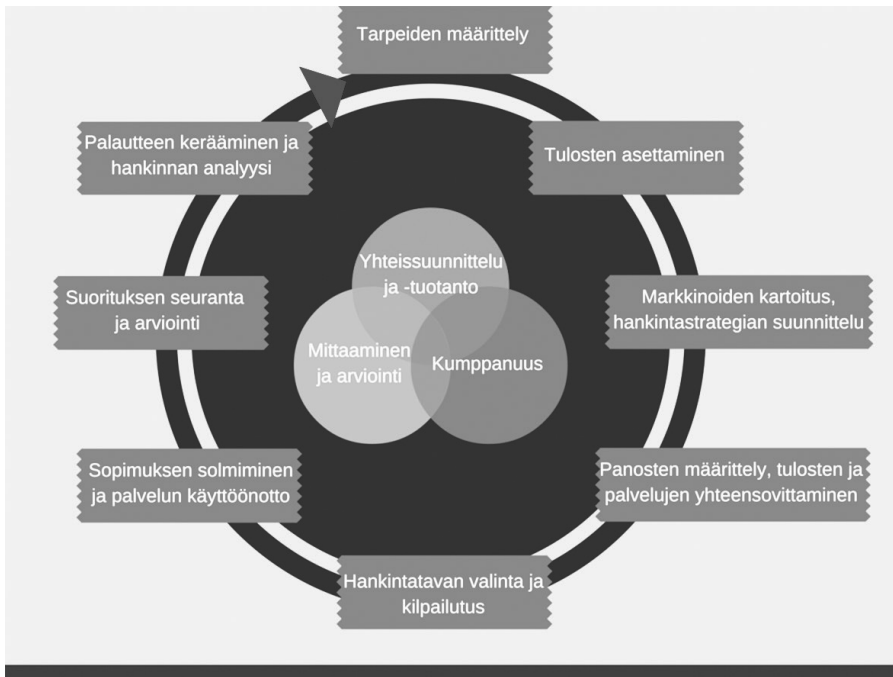 Tarpeiden määrittely
Tulosten asettaminen
Markkinoiden kartoitus,
hankintastrategian suunnittelu
Panosten määrittely, tulosten ja
palvelujen yhteensovittaminen
Hankintatavan valinta ja
kilpailutus
Sopimuksen solmiminen
ja palvelun käyttöönotto
Suorituksen seuranta
ja arviointi
Palautteen kerääminen ja
hankinnan analyysi
Yhteissuunnittelu
ja -tuotanto
Mittaaminen
ja arviointi
Kumppanuus